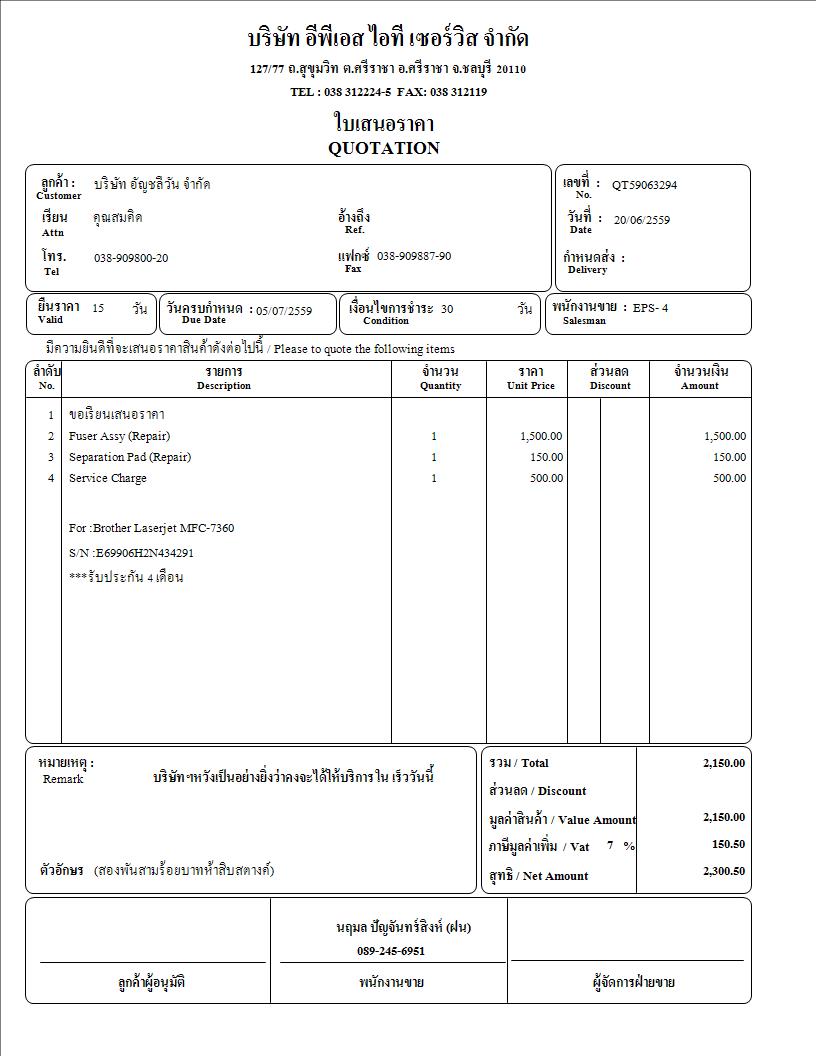 บริษัท อีพีเอส ไอที เซอร์วิส จำกัด
127/77 ถ.สุขุมวิท ต.ศรีราชา อ.ศรีราชา จ.ชลบุรี 20110
TEL : 038 312224-5 FAX: 038 312119
ใบเสนอราคา
QUOTATION
ลูกค้า : บริษัท อัญชลีวัน จำกัด
Customer
เรียน คุณสมคิด อ้างถึง
Attn Ref.
โทร. 038-909800-20 แฟกซ์ 038-909887-90
Tel Fax
เลขที่ : QT59063294
No.
วันที่ : 20/06/2559
Date
กำหนดส่ง :
Delivery
ยืนราคา 15 วัน วันครบกำหนด : 05/07/2559 เงื่อนไขการชำระ 30 วัน พนักงานขาย : EPS- 4
Valid Due Date Condition Salesman
มีความยินดีที่จะเสนอราคาสินค้าดังต่อไปนี้ / Please to quote the following items
ลำดับ รายการ จำนวน ราคา ส่วนลด จำนวนเงิน
No. Description Quantity Unit Price Discount Amount
1 ขอเรียนเสนอราคา
2 Fuser Assy (Repair) 1 1,500.00 1,500.00
3 Separation Pad (Repair) 1 150.00 150.00
4 Service Charge 1 500.00 500.00
For :Brother Laserjet MFC-7360
S/N :E69906H2N434291
***รับประกัน 4 เดือน
หมายเหตุ :
Remark บริษัทฯหวังเป็นอย่างยิ่งว่าคงจะได้ให้บริการใน เร็ววันนี้
ตัวอักษร (สองพันสามร้อยบาทห้าสิบสตางค์)
รวม / Total 2,150.00
ส่วนลด / Discount
มูลค่าสินค้า / Value Amount 2,150.00
ภาษีมูลค่าเพิ่ม / Vat 7 % 150.50
สุทธิ / Net Amount 2,300.50
นฤมล ปัญจันทร์สิงห์ (ฝน)
089-245-6951
ลูกค้าผู้อนุมัติ พนักงานขาย ผู้จัดการฝ่ายขาย